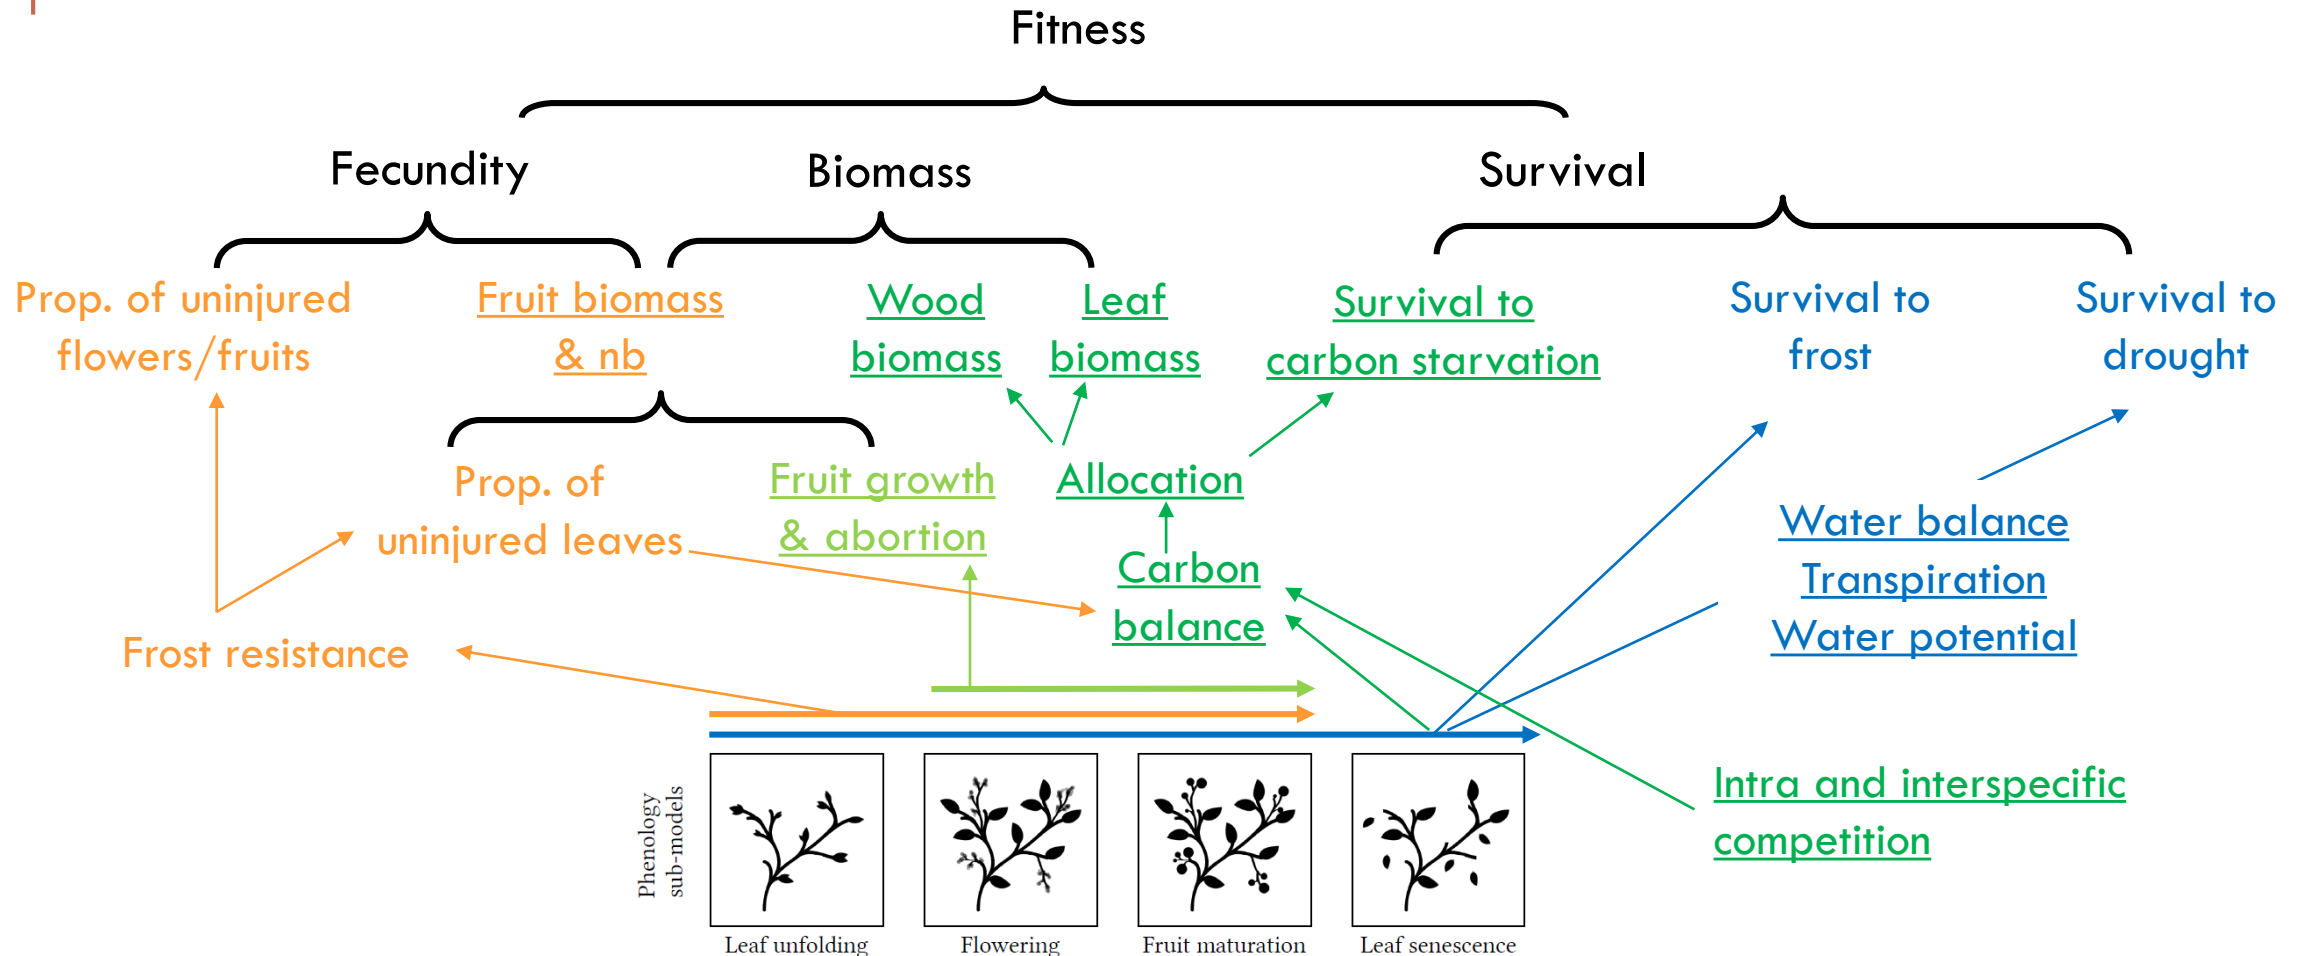 Fitness
Fecundity
Biomass
Survival
Prop. of uninjured
flowers/fruits
Fruit biomass
& nb
Wood
biomass
Leaf
biomass
Survival to
carbon starvation
Survival to
frost
Survival to
drought
Prop. of
uninjured leaves
Fruit growth
& abortion
Allocation
Carbon
balance
Water balance
Transpiration
Water potential
Frost resistance
Intra and interspecific
competition
Phenology
sub-models
Leaf unfolding
Flowering
Fruit maturation
Leaf senescence